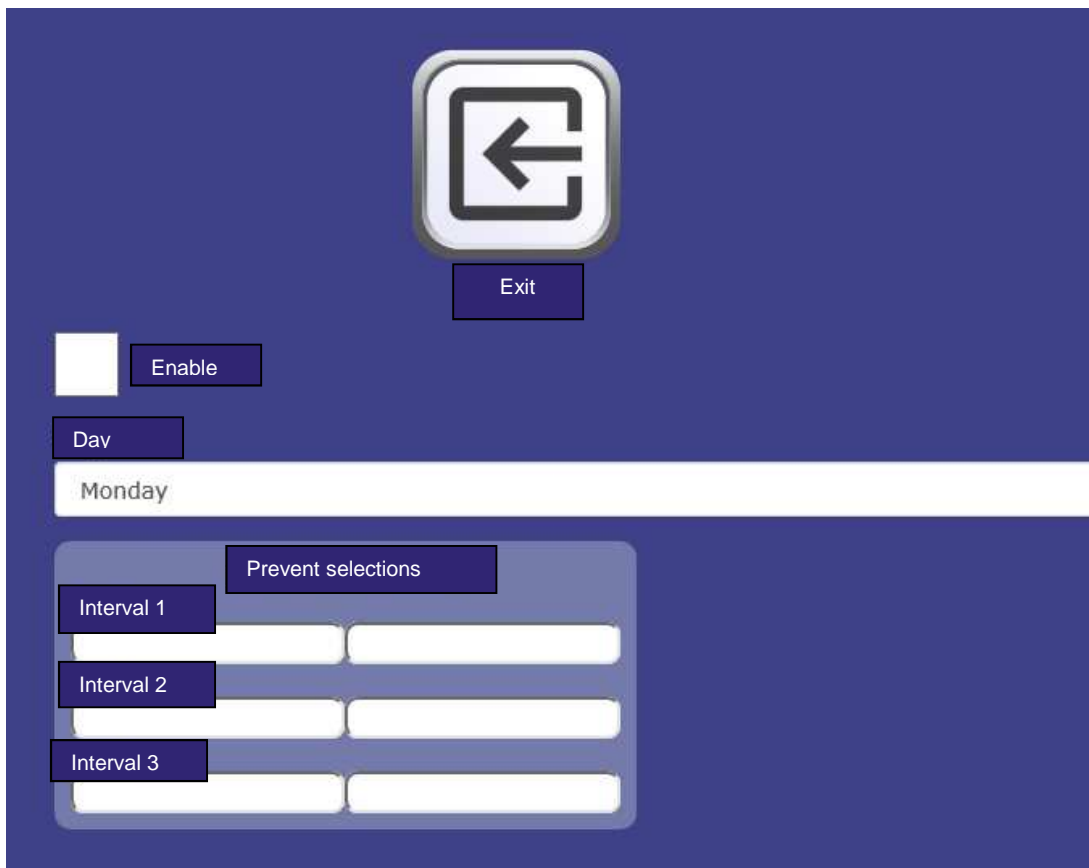 Exit
Enable
Day
Monday
Prevent selections
Interval 1
Interval 2
Interval 3